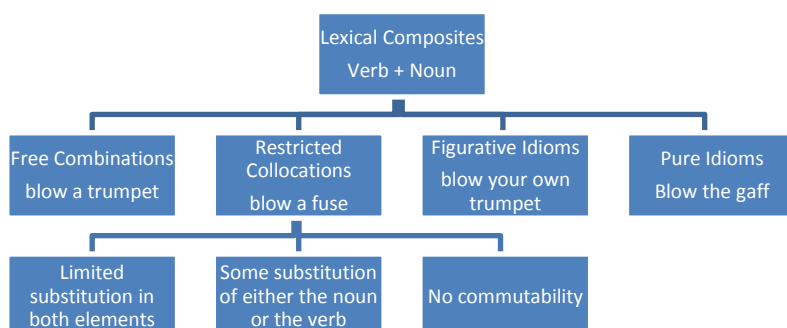 Lexical Composites
Verb + Noun
Free Combinations
blow a trumpet
Restricted
Collocations
blow a fuse
Figurative Idioms
blow your own
trumpet
Pure Idioms
Blow the gaff
Limited
substitution in
both elements
Some substitution
of either the noun
or the verb
No commutability